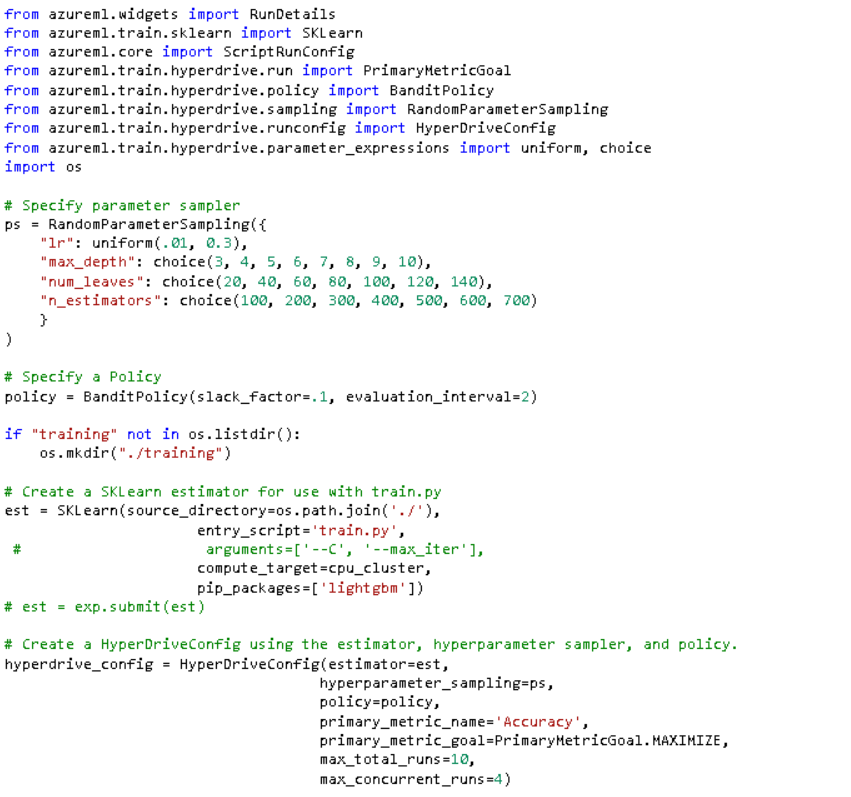 from azureml.widgets import RunDetails
from azureml.train.sklearn import SKLearn
from azureml.core import ScriptRunConfig
from azureml.train.hyperdrive.run import PrimaryMetricGoal
from azureml.train.hyperdrive.policy import BanditPolicy
from azureml.train.hyperdrive.sampling import RandomParameterSampling
from azureml.train.hyperdrive.runconfig import HyperDriveConfig
from azureml.train.hyperdrive.parameter_expressions import uniform, choice
import os

# Specify parameter sampler
ps = RandomParameterSampling({
    "lr": uniform(.01, 0.3),
    "max_depth": choice(3, 4, 5, 6, 7, 8, 9, 10),
    "num_leaves": choice(20, 40, 60, 80, 100, 120, 140),
    "n_estimators": choice(100, 200, 300, 400, 500, 600, 700)
    }
)

# Specify a Policy
policy = BanditPolicy(slack_factor=.1, evaluation_interval=2)

if "training" not in os.listdir():
    os.mkdir("./training")

# Create a SKLearn estimator for use with train.py
est = SKLearn(source_directory=os.path.join('./'),
                      entry_script='train.py',
 #                     arguments=['--C', '--max_iter'],
                      compute_target=cpu_cluster,
                      pip_packages=['lightgbm'])
# est = exp.submit(est)

# Create a HyperDriveConfig using the estimator, hyperparameter sampler, and policy.
hyperdrive_config = HyperDriveConfig(estimator=est,
                                    hyperparameter_sampling=ps,
                                    policy=policy,
                                    primary_metric_name='Accuracy',
                                    primary_metric_goal=PrimaryMetricGoal.MAXIMIZE,
                                    max_total_runs=10,
                                    max_concurrent_runs=4)